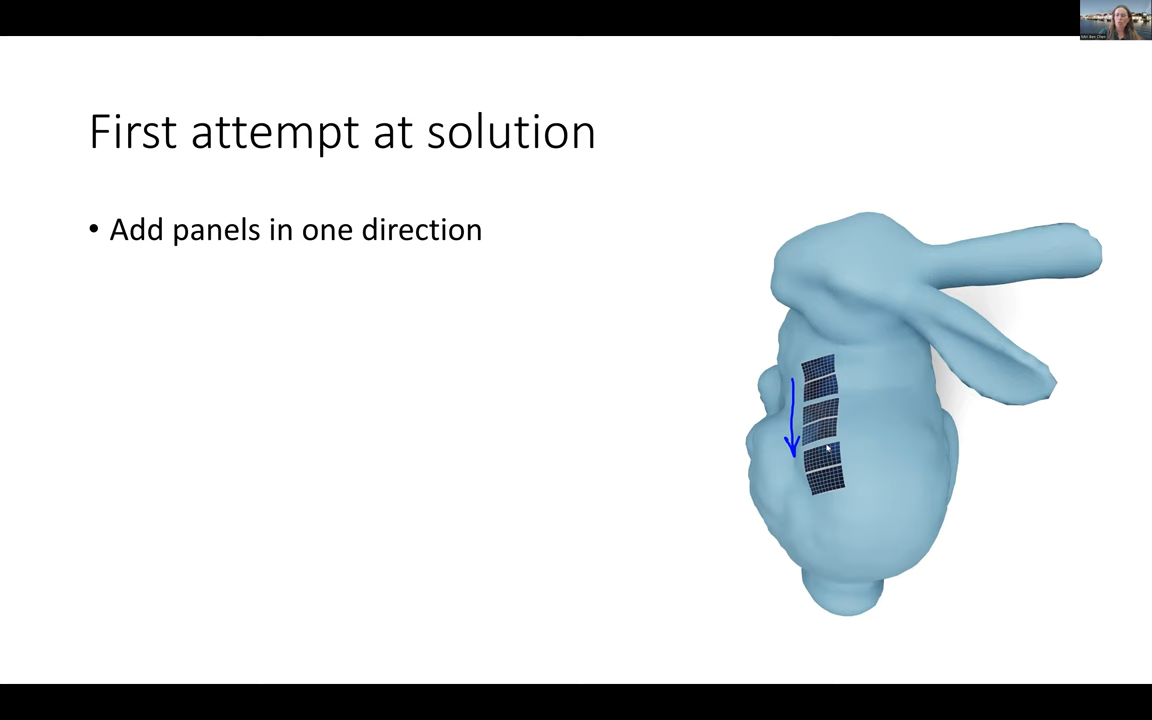 First attempt at solution
• Add panels in one direction